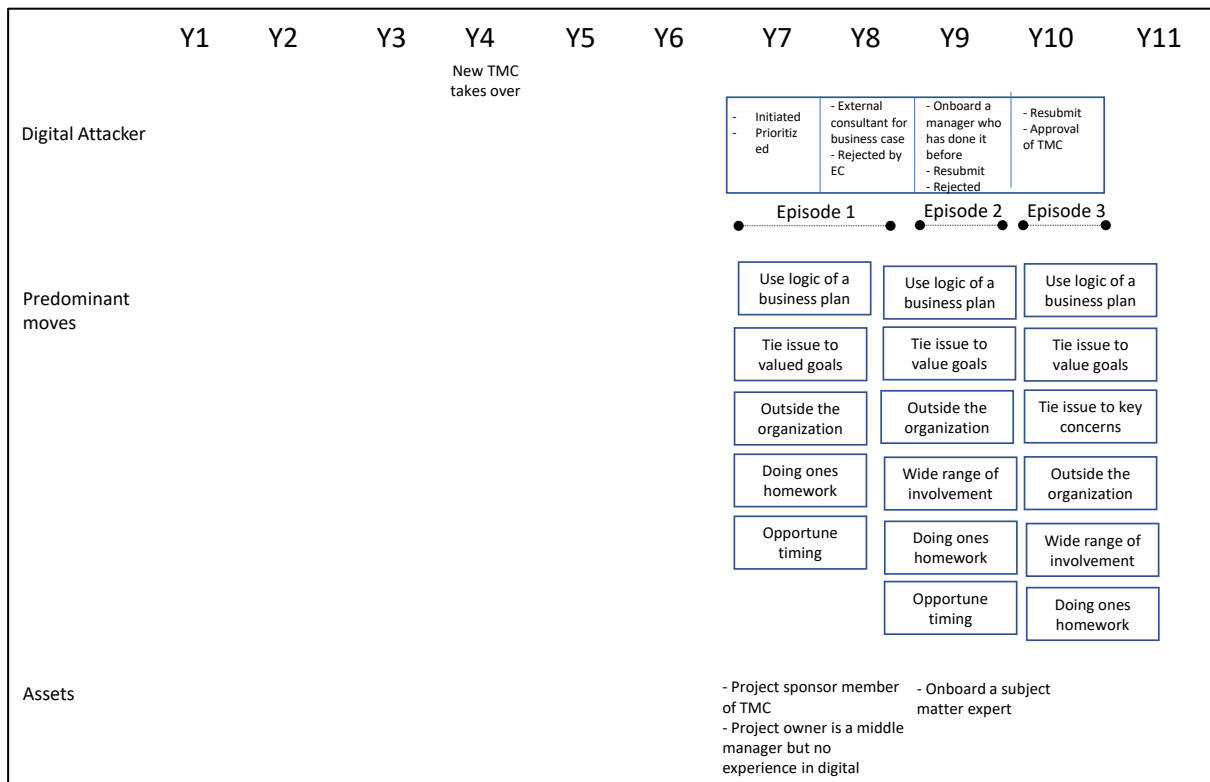 Y1 Y2 Y3 Y4 Y5 Y6 Y7 Y8 Y9 Y10 Y11
New TMC
takes over
Digital Attacker
- Initiated
- Prioritiz
ed
- External
consultant for
business case
- Rejected by
EC
- Onboard a
manager who
has done it
before
- Resubmit
- Rejected
- Resubmit
- Approval
of TMC
Episode 1
Episode 2
Episode 3
Predominant
moves
Use logic of a
business plan
Tie issue to
valued goals
Outside the
organization
Doing ones
homework
Opportune
timing
Use logic of a
business plan
Tie issue to
value goals
Outside the
organization
Wide range of
involvement
Doing ones
homework
Opportune
timing
Use logic of a
business plan
Tie issue to
value goals
Tie issue to key
concerns
Outside the
organization
Wide range of
involvement
Doing ones
homework
Assets
- Project sponsor member
of TMC
- Project owner is a middle
manager but no
experience in digital
- Onboard a subject
matter expert